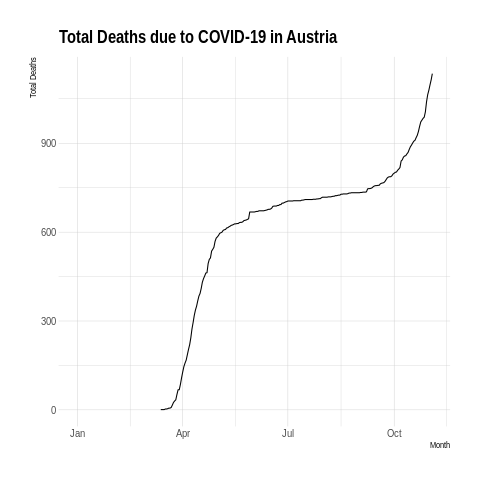 Total Deaths due to COVID-19 in Austria
Total Deaths
900
600
300
0
Jan Apr Jul Oct
Month